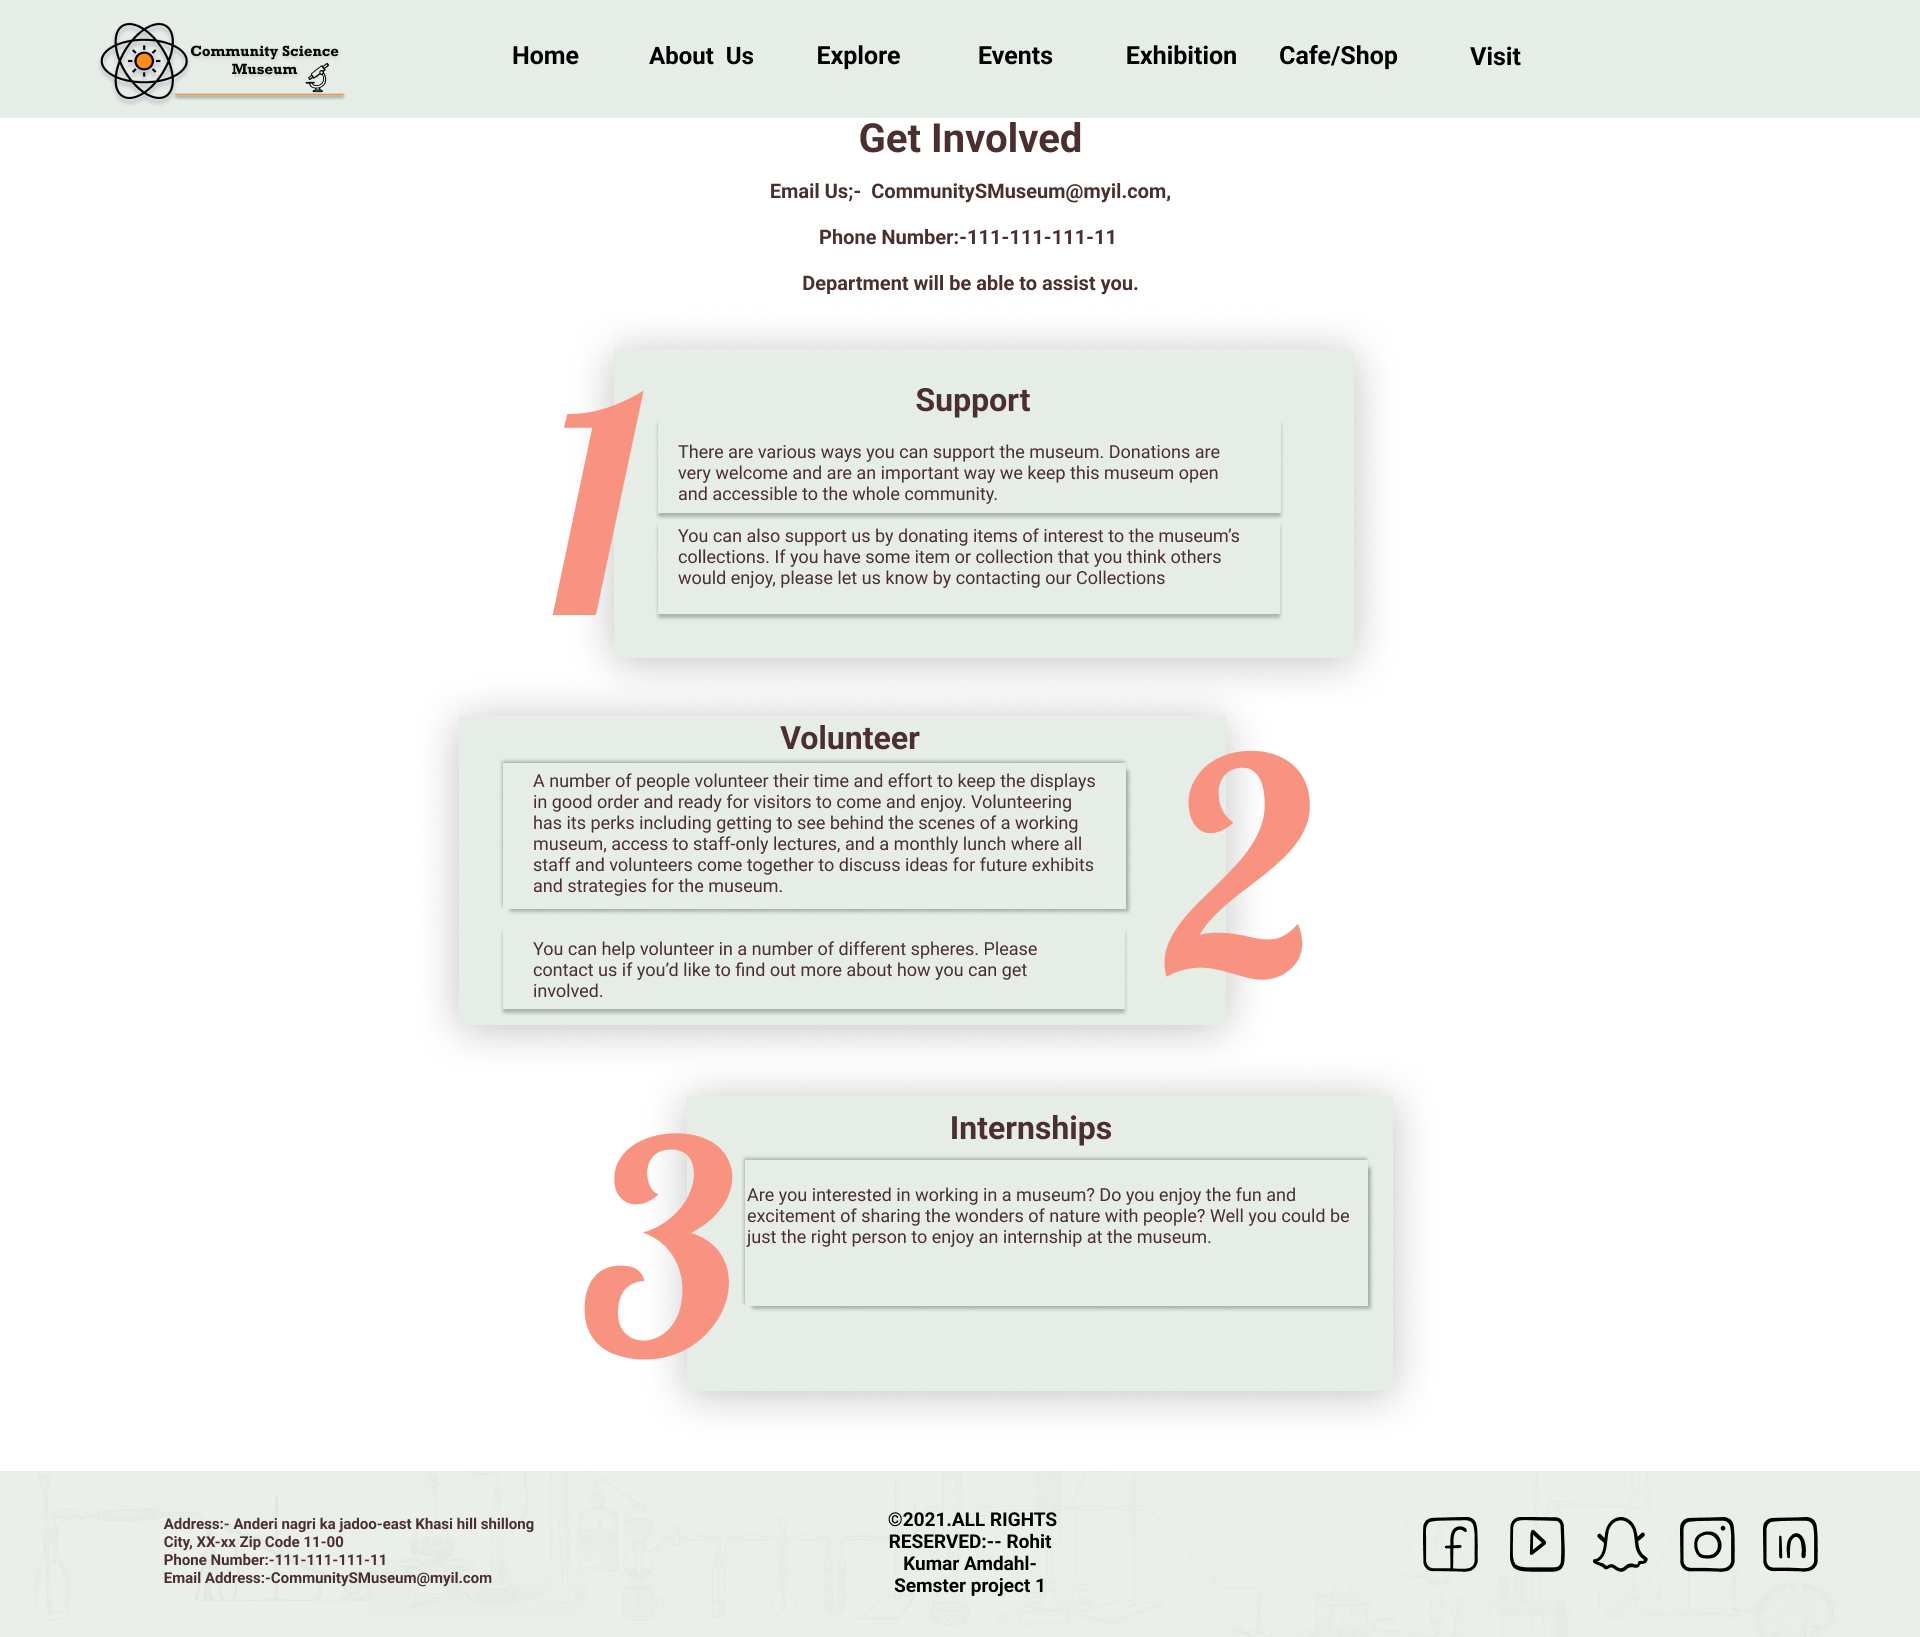 Community Science
Museum
Home
About  Us
Explore
Events
Exhibition
Cafe/Shop
Visit
Get Involved
Email Us;-  CommunitySMuseum@myil.com,
Phone Number:-111-111-111-11
Department will be able to assist you.
1
Support
There are various ways you can support the museum. Donations are
very welcome and are an important way we keep this museum open
and accessible to the whole community.
You can also support us by donating items of interest to the museum’s
collections. If you have some item or collection that you think others
would enjoy, please let us know by contacting our Collections
Volunteer
2
A number of people volunteer their time and effort to keep the displays
in good order and ready for visitors to come and enjoy. Volunteering
has its perks including getting to see behind the scenes of a working
museum, access to staff-only lectures, and a monthly lunch where all
staff and volunteers come together to discuss ideas for future exhibits
and strategies for the museum.
You can help volunteer in a number of different spheres. Please
contact us if you’d like to find out more about how you can get
involved.
3
Internships
Are you interested in working in a museum? Do you enjoy the fun and
excitement of sharing the wonders of nature with people? Well you could be
just the right person to enjoy an internship at the museum.
Address:- Anderi nagri ka jadoo-east Khasi hill shillong
City, XX-xx Zip Code 11-00
Phone Number:-111-111-111-11
Email Address:-CommunitySMuseum@myil.com
©2021.ALL RIGHTS
RESERVED:-- Rohit
Kumar Amdahl-
Semster project 1
f
in